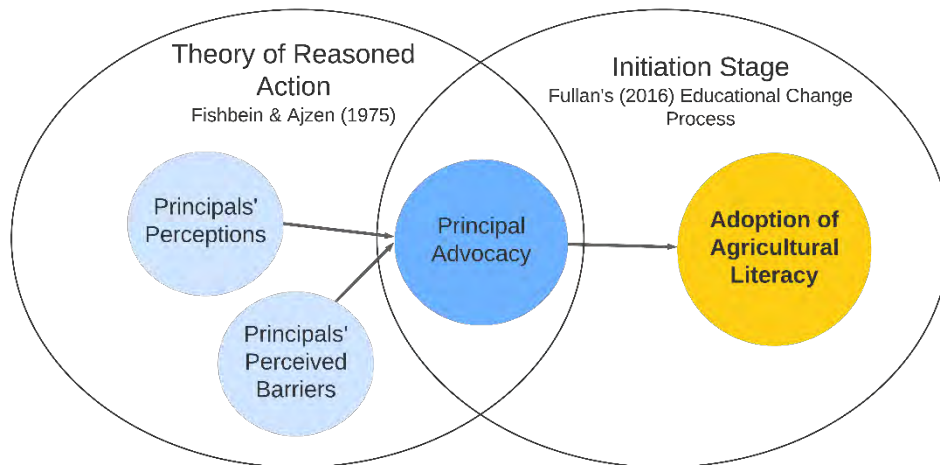 Theory of Reasoned
Action
Fishbein & Ajzen (1975)
Initiation Stage
Fullan's (2016) Educational Change
Process
Principals'
Perceptions
Principals'
Perceived
Barriers
Principal
Advocacy
Adoption of
Agricultural
Literacy